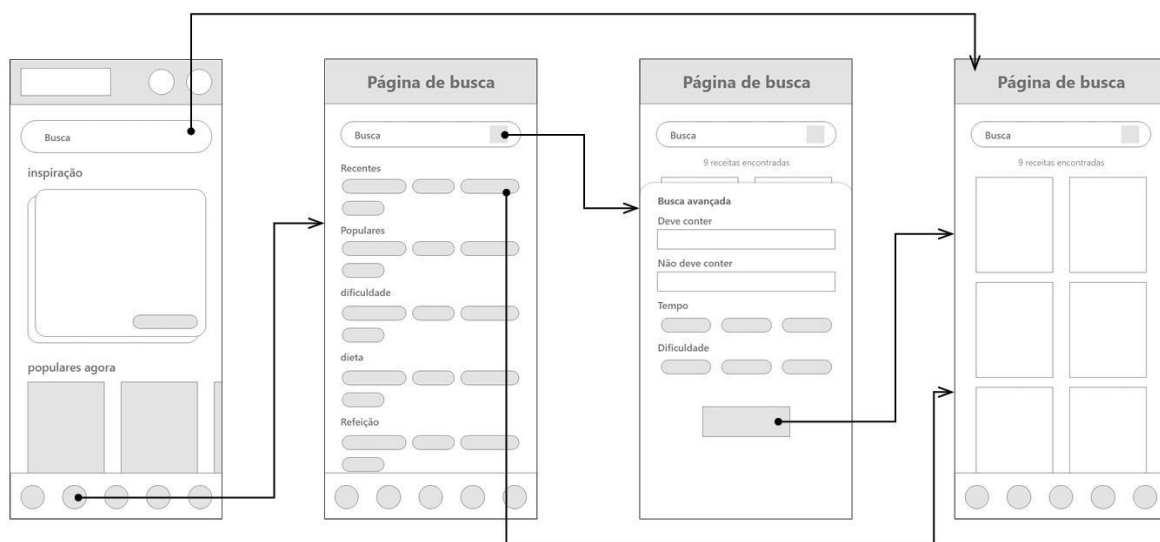 Busca
inspiração
populares agora
Página de busca
Busca
Recentes
Populares
dificuldade
dieta
Refeição
Página de busca
Busca
9 receitas encontradas
Busca avançada
Deve conter
Não deve conter
Tempo
Dificuldade
Página de busca
Busca
9 receitas encontradas